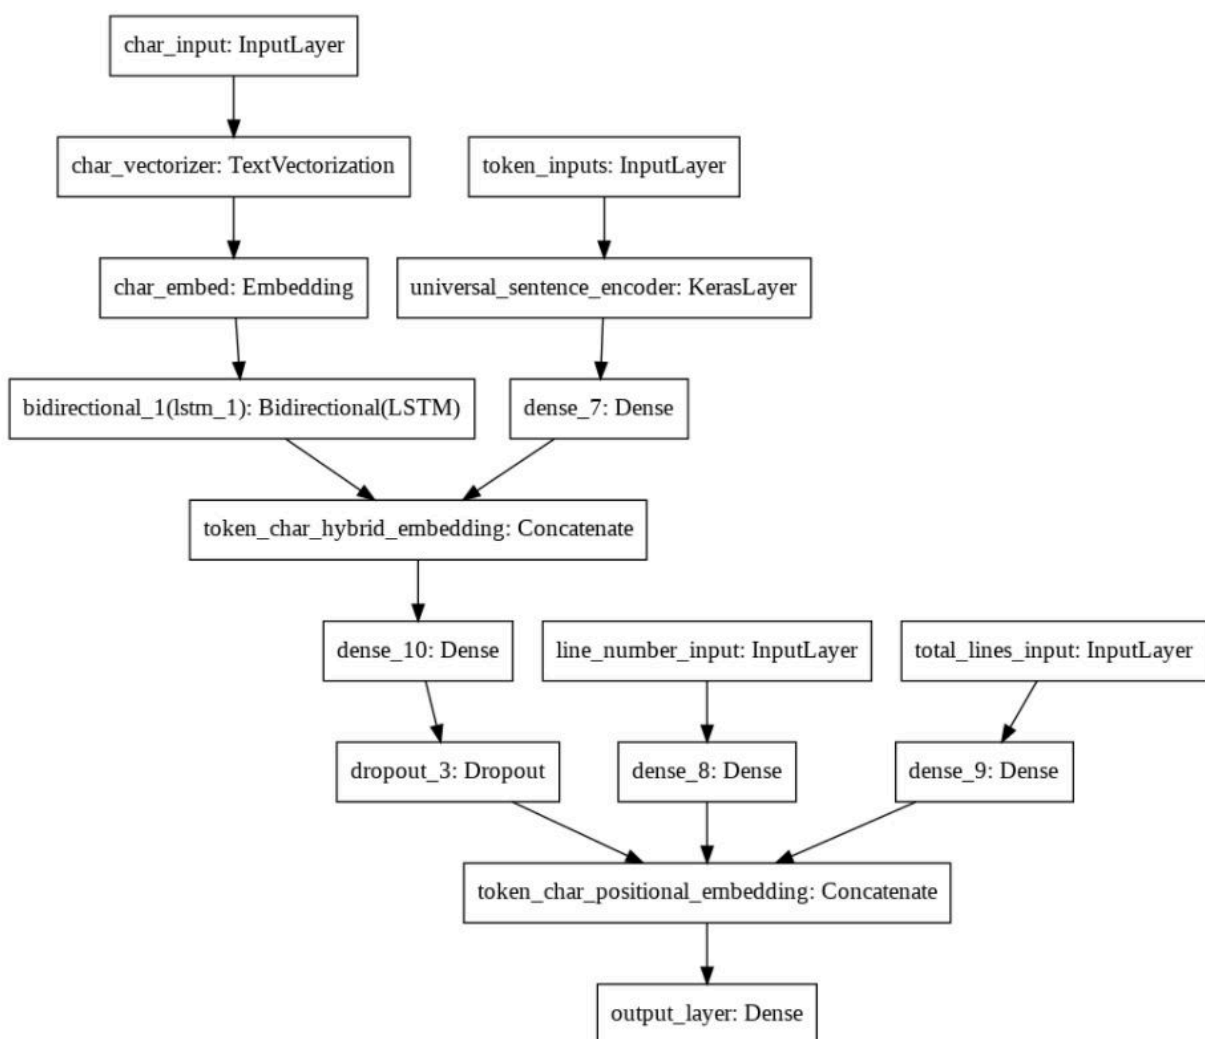 char_input: InputLayer
char_vectorizer: TextVectorization
token_inputs: InputLayer
char_embed: Embedding
universal_sentence_encoder: KerasLayer
bidirectional_1(lstm_1): Bidirectional(LSTM)
dense_7: Dense
token_char_hybrid_embedding: Concatenate
dense_10: Dense
line_number_input: InputLayer
total_lines_input: InputLayer
dropout_3: Dropout
dense_8: Dense
dense_9: Dense
token_char_positional_embedding: Concatenate
output_layer: Dense